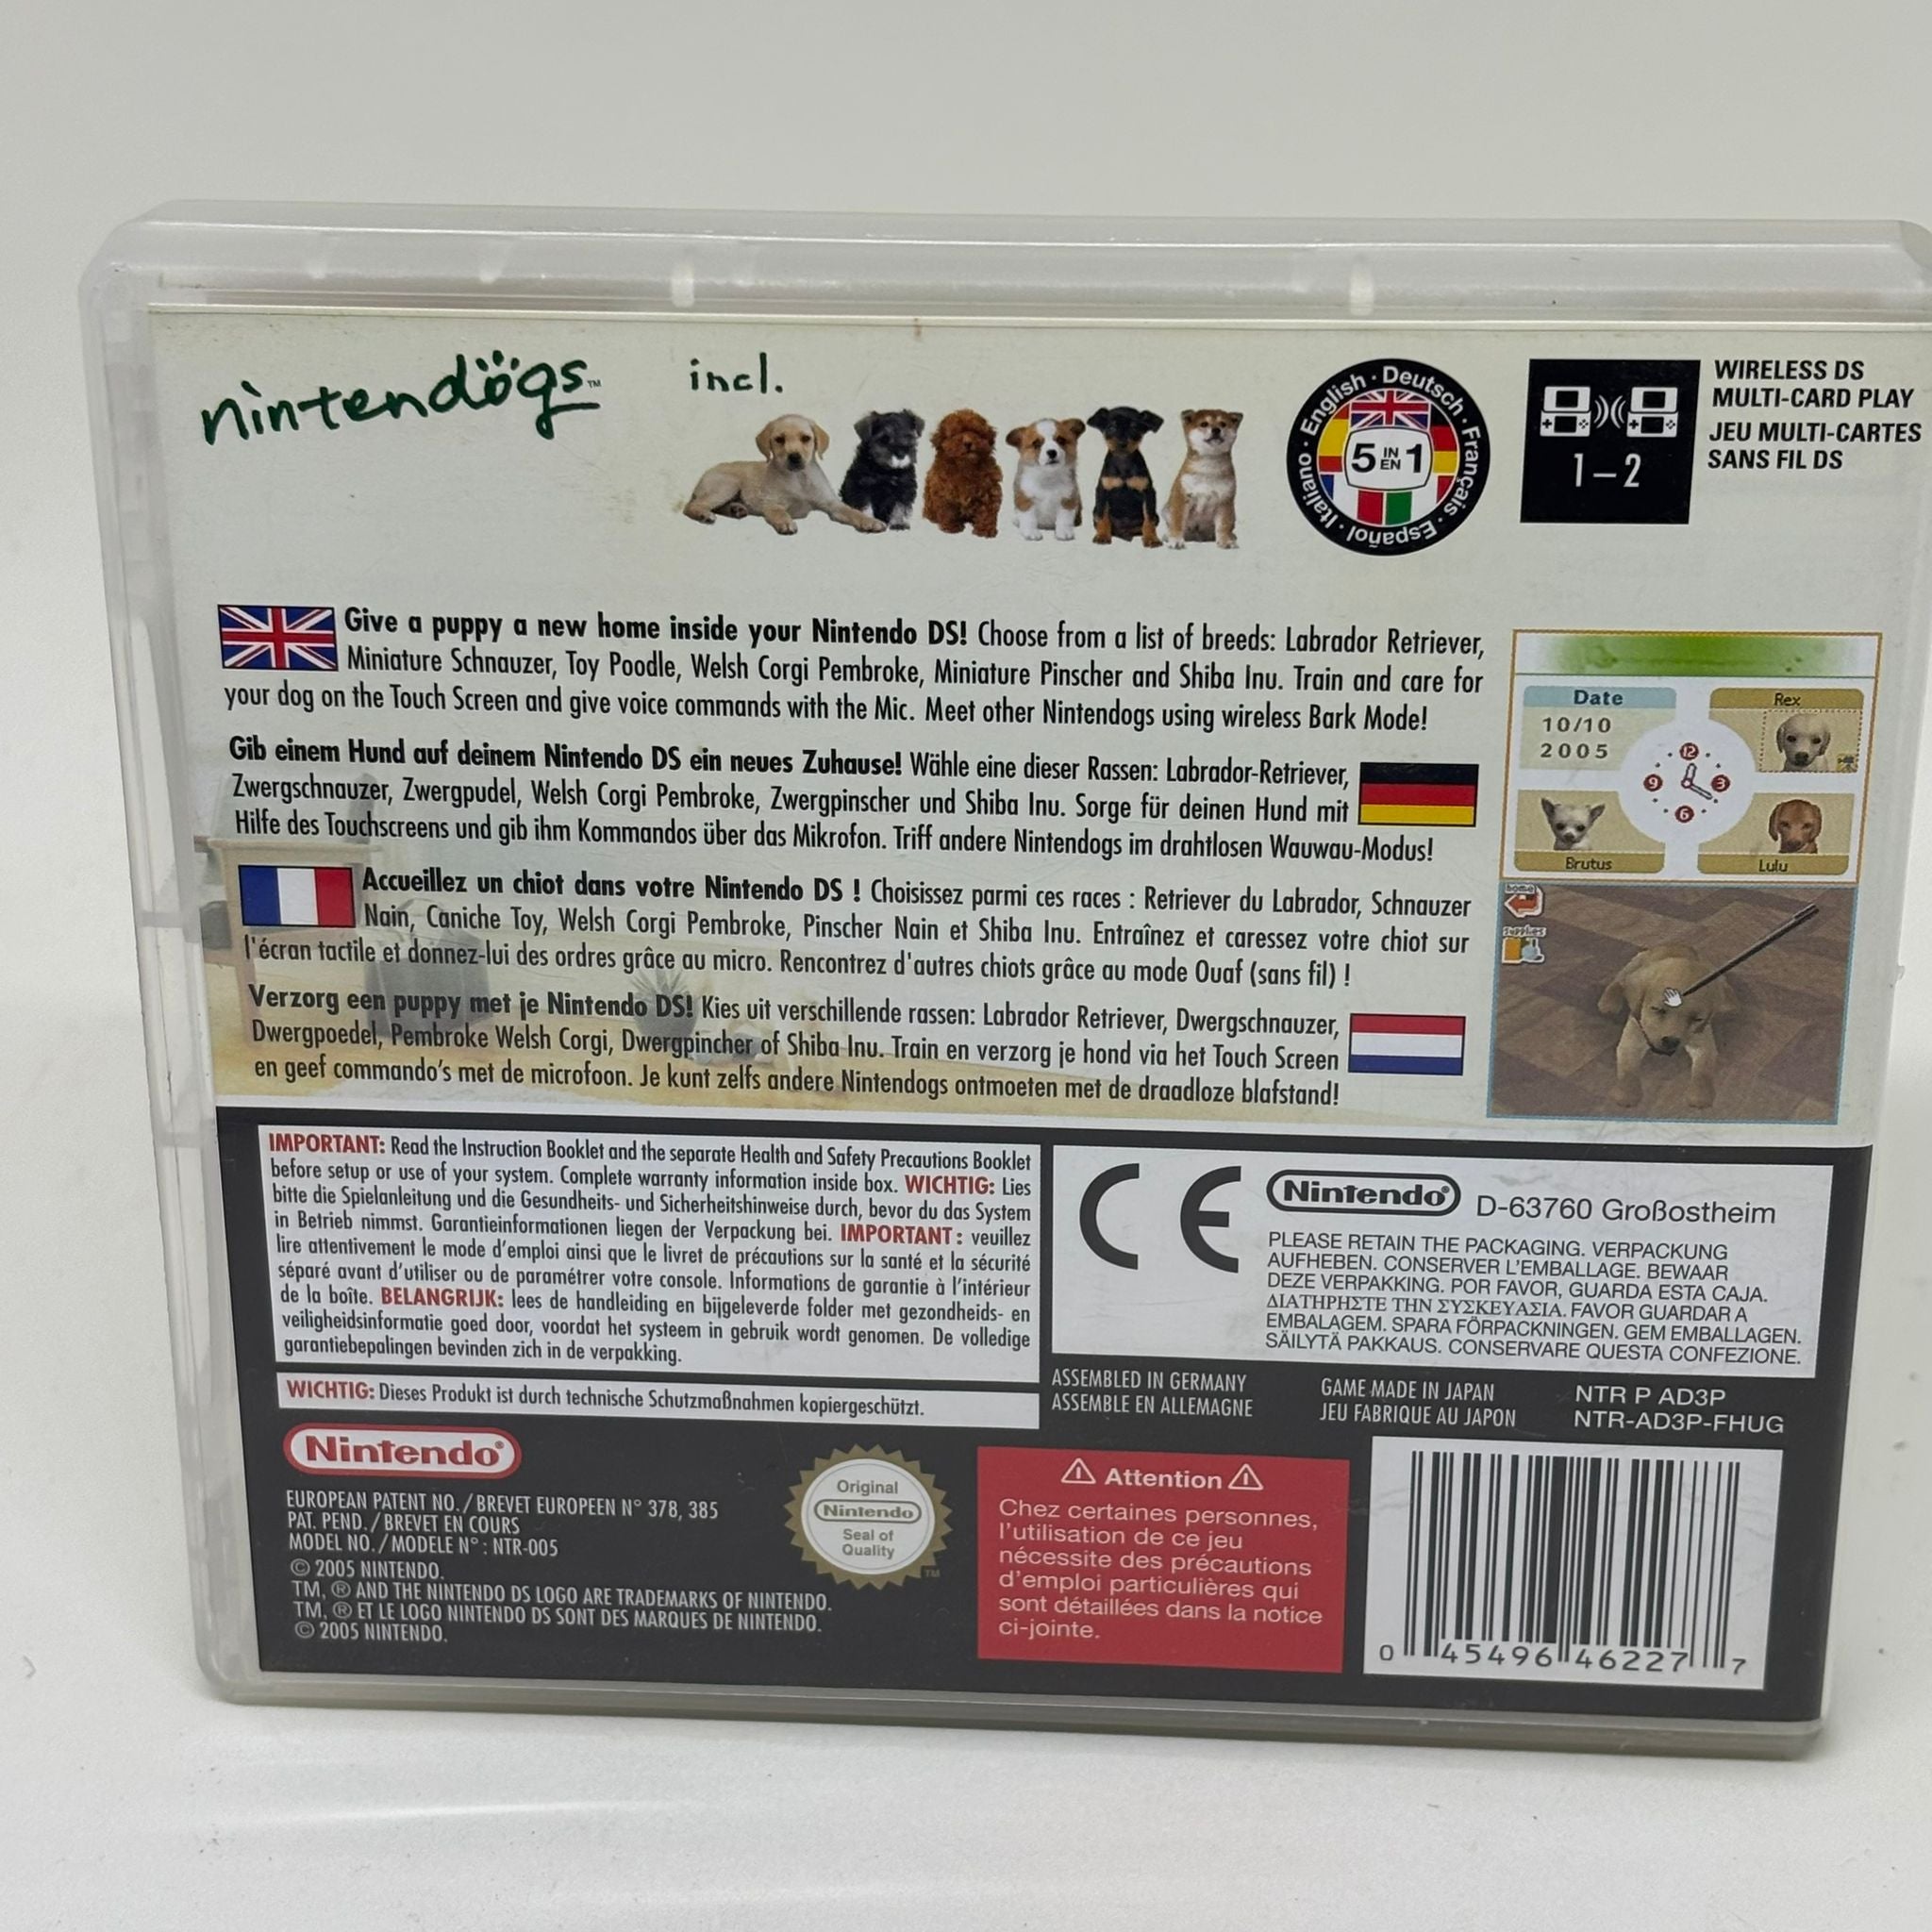 nintendogs™ incl.
English · Deutsch · Français · Español · Italiano ·
5 IN EN 1
1–2
WIRELESS DS
MULTI-CARD PLAY
JEU MULTI-CARTES
SANS FIL DS
Give a puppy a new home inside your Nintendo DS! Choose from a list of breeds: Labrador Retriever,
Miniature Schnauzer, Toy Poodle, Welsh Corgi Pembroke, Miniature Pinscher and Shiba Inu. Train and care for
your dog on the Touch Screen and give voice commands with the Mic. Meet other Nintendogs using wireless Bark Mode!
Gib einem Hund auf deinem Nintendo DS ein neues Zuhause! Wähle eine dieser Rassen: Labrador-Retriever,
Zwergschnauzer, Zwergpudel, Welsh Corgi Pembroke, Zwergpinscher und Shiba Inu. Sorge für deinen Hund mit
Hilfe des Touchscreens und gib ihm Kommandos über das Mikrofon. Triff andere Nintendogs im drahtlosen Wauwau-Modus!
Accueillez un chiot dans votre Nintendo DS ! Choisissez parmi ces races : Retriever du Labrador, Schnauzer
Nain, Caniche Toy, Welsh Corgi Pembroke, Pinscher Nain et Shiba Inu. Entraînez et caressez votre chiot sur
l'écran tactile et donnez-lui des ordres grâce au micro. Rencontrez d'autres chiots grâce au mode Ouaf (sans fil) !
Verzorg een puppy met je Nintendo DS! Kies uit verschillende rassen: Labrador Retriever, Dwergschnauzer,
Dwergpoedel, Pembroke Welsh Corgi, Dwergpincher of Shiba Inu. Train en verzorg je hond via het Touch Screen
en geef commando's met de microfoon. Je kunt zelfs andere Nintendogs ontmoeten met de draadloze blafstand!
Date
10/10
2005
Rex
12
9
3
6
Brutus
Lulu
home
supplies
IMPORTANT: Read the Instruction Booklet and the separate Health and Safety Precautions Booklet
before setup or use of your system. Complete warranty information inside box. WICHTIG: Lies
bitte die Spielanleitung und die Gesundheits- und Sicherheitshinweise durch, bevor du das System
in Betrieb nimmst. Garantieinformationen liegen der Verpackung bei. IMPORTANT : veuillez
lire attentivement le mode d'emploi ainsi que le livret de précautions sur la santé et la sécurité
séparé avant d'utiliser ou de paramétrer votre console. Informations de garantie à l'intérieur
de la boîte. BELANGRIJK: lees de handleiding en bijgeleverde folder met gezondheids- en
veiligheidsinformatie goed door, voordat het systeem in gebruik wordt genomen. De volledige
garantiebepalingen bevinden zich in de verpakking.
WICHTIG: Dieses Produkt ist durch technische Schutzmaßnahmen kopiergeschützt.
CE
Nintendo® D-63760 Großostheim
PLEASE RETAIN THE PACKAGING. VERPACKUNG
AUFHEBEN. CONSERVER L'EMBALLAGE. BEWAAR
DEZE VERPAKKING. POR FAVOR, GUARDA ESTA CAJA.
ΔΙΑΤΗΡΗΣΤΕ ΤΗΝ ΣΥΣΚΕΥΑΣΙΑ. FAVOR GUARDAR A
EMBALAGEM. SPARA FÖRPACKNINGEN. GEM EMBALLAGEN.
SÄILYTÄ PAKKAUS. CONSERVARE QUESTA CONFEZIONE.
ASSEMBLED IN GERMANY
ASSEMBLE EN ALLEMAGNE
GAME MADE IN JAPAN
JEU FABRIQUE AU JAPON
NTR P AD3P
NTR-AD3P-FHUG
Nintendo®
EUROPEAN PATENT NO. / BREVET EUROPEEN N° 378, 385
PAT. PEND. / BREVET EN COURS
MODEL NO. / MODELE N° : NTR-005
© 2005 NINTENDO.
TM, ® AND THE NINTENDO DS LOGO ARE TRADEMARKS OF NINTENDO.
TM, ® ET LE LOGO NINTENDO DS SONT DES MARQUES DE NINTENDO.
© 2005 NINTENDO.
Original
Nintendo
Seal of
Quality
TM
⚠ Attention ⚠
Chez certaines personnes,
l'utilisation de ce jeu
nécessite des précautions
d'emploi particulières qui
sont détaillées dans la notice
ci-jointe.
0 45496 46227 7